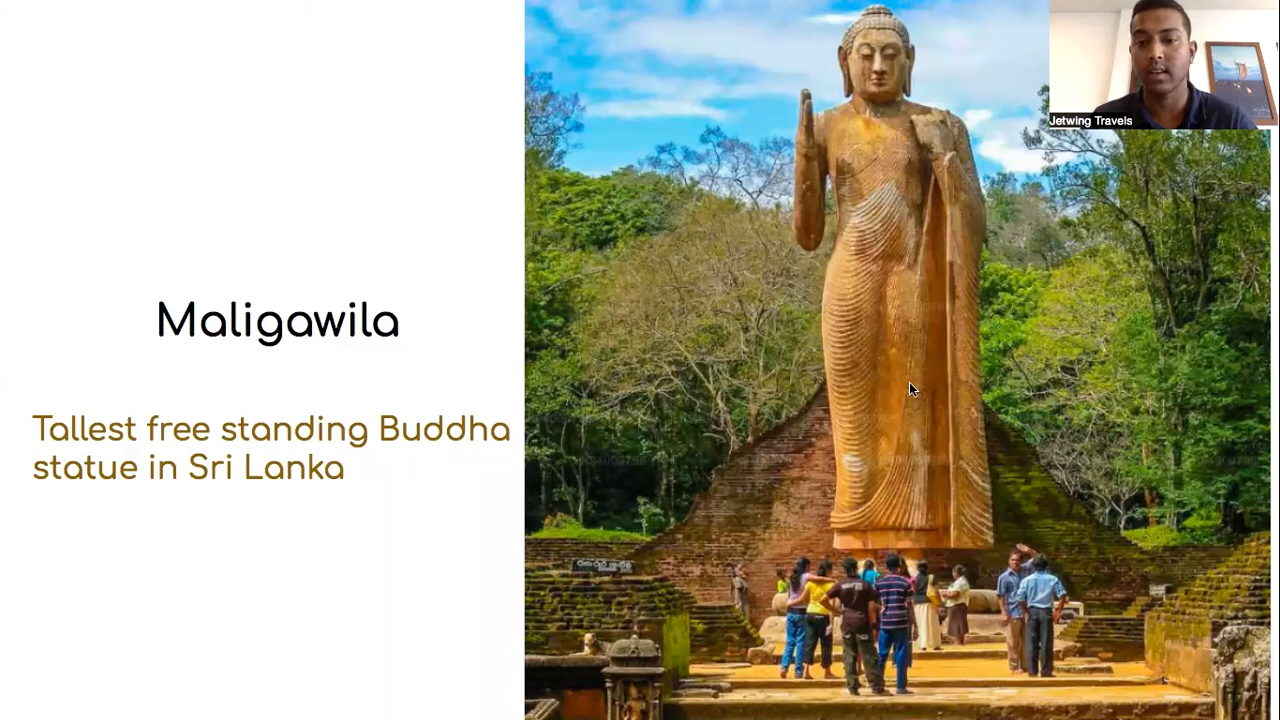 Jetwing Travels
Maligawila
Tallest free standing Buddha
statue in Sri Lanka